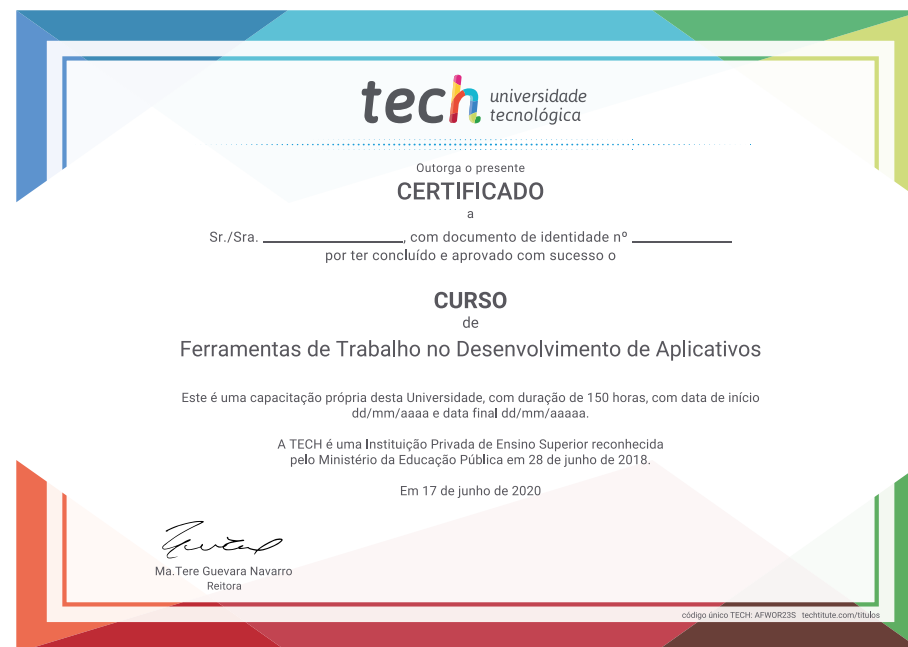 tech universidade
tecnológica
Outorga o presente
CERTIFICADO
a
Sr./Sra. ______________, com documento de identidade nº __________
por ter concluído e aprovado com sucesso o
CURSO
de
Ferramentas de Trabalho no Desenvolvimento de Aplicativos
Este é uma capacitação própria desta Universidade, com duração de 150 horas, com data de início
dd/mm/aaaa e data final dd/mm/aaaaa.
A TECH é uma Instituição Privada de Ensino Superior reconhecida
pelo Ministério da Educação Pública em 28 de junho de 2018.
Em 17 de junho de 2020
Ma.Tere Guevara Navarro
Reitora
código único TECH: AFWOR23S techtitute.com/titulos